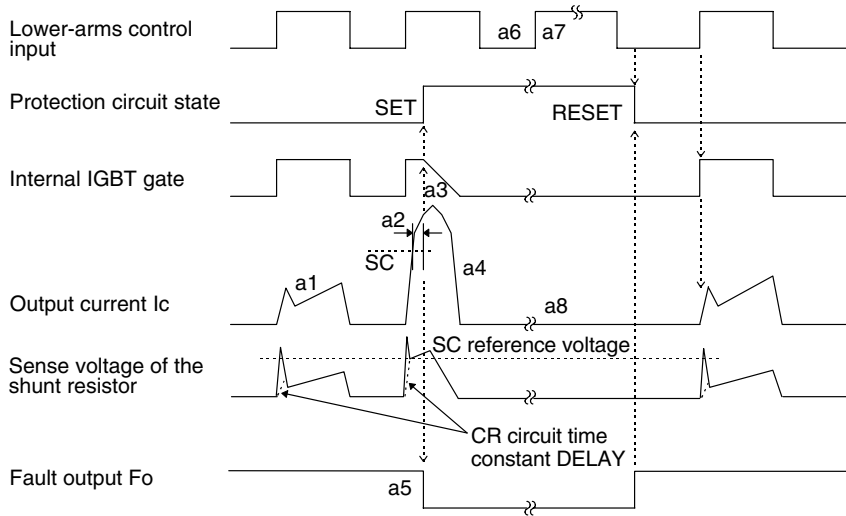 Lower-arms control
input
a6
a7
Protection circuit state
SET
RESET
Internal IGBT gate
a3
a2
SC
a4
a1
a8
Output current Ic
SC reference voltage
Sense voltage of the
shunt resistor
CR circuit time
constant DELAY
Fault output Fo
a5